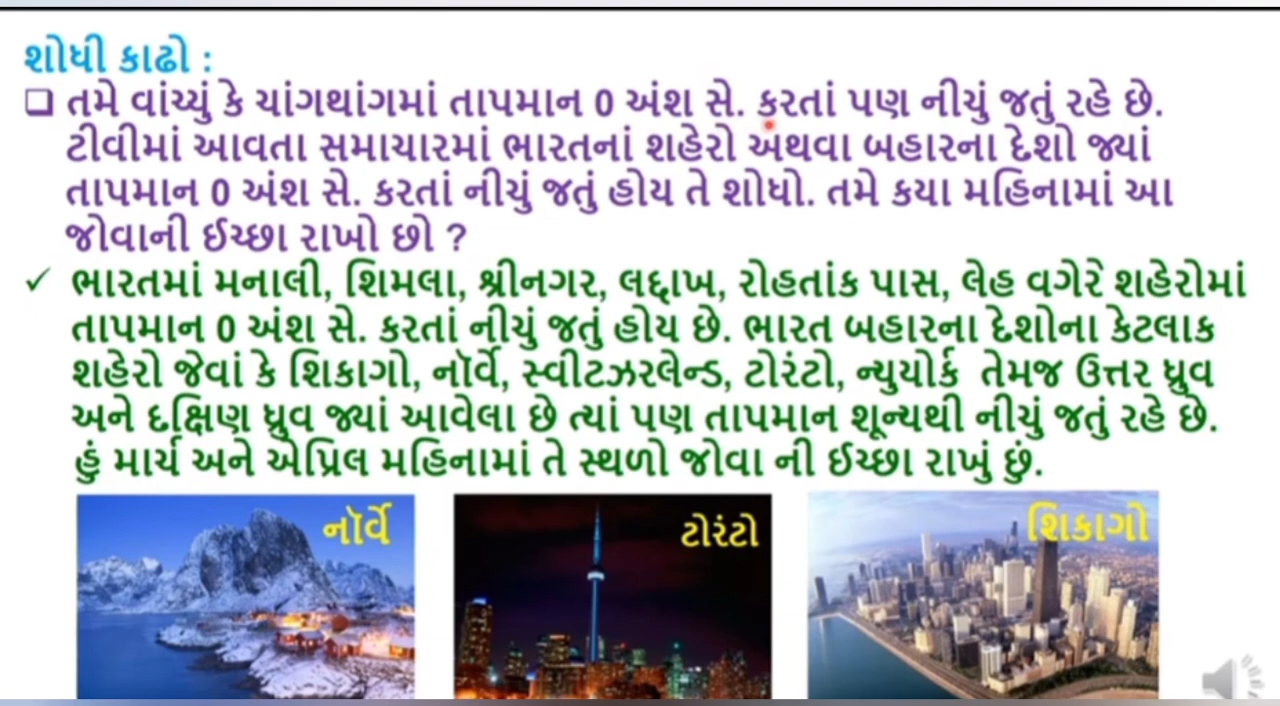 શોધી કાઢો :
❑ તમે વાંચ્યું કે ચાંગથાંગમાં તાપમાન 0 અંશ સે. કરતાં પણ નીચું જતું રહે છે.
ટીવીમાં આવતા સમાચારમાં ભારતનાં શહેરો અથવા બહારના દેશો જ્યાં
તાપમાન 0 અંશ સે. કરતાં નીચું જતું હોય તે શોધો. તમે કયા મહિનામાં આ
જોવાની ઈચ્છા રાખો છો ?
✓ ભારતમાં મનાલી, શિમલા, શ્રીનગર, લદ્દાખ, રોહતાંક પાસ, લેહ વગેરે શહેરોમાં
તાપમાન 0 અંશ સે. કરતાં નીચું જતું હોય છે. ભારત બહારના દેશોના કેટલાક
શહેરો જેવાં કે શિકાગો, નૉર્વે, સ્વીટઝરલેન્ડ, ટોરંટો, ન્યુયોર્ક તેમજ ઉત્તર ધ્રુવ
અને દક્ષિણ ધ્રુવ જ્યાં આવેલા છે ત્યાં પણ તાપમાન શૂન્યથી નીચું જતું રહે છે.
હું માર્ચ અને એપ્રિલ મહિનામાં તે સ્થળો જોવા ની ઈચ્છા રાખું છું.
નૉર્વે
ટોરંટો
શિકાગો